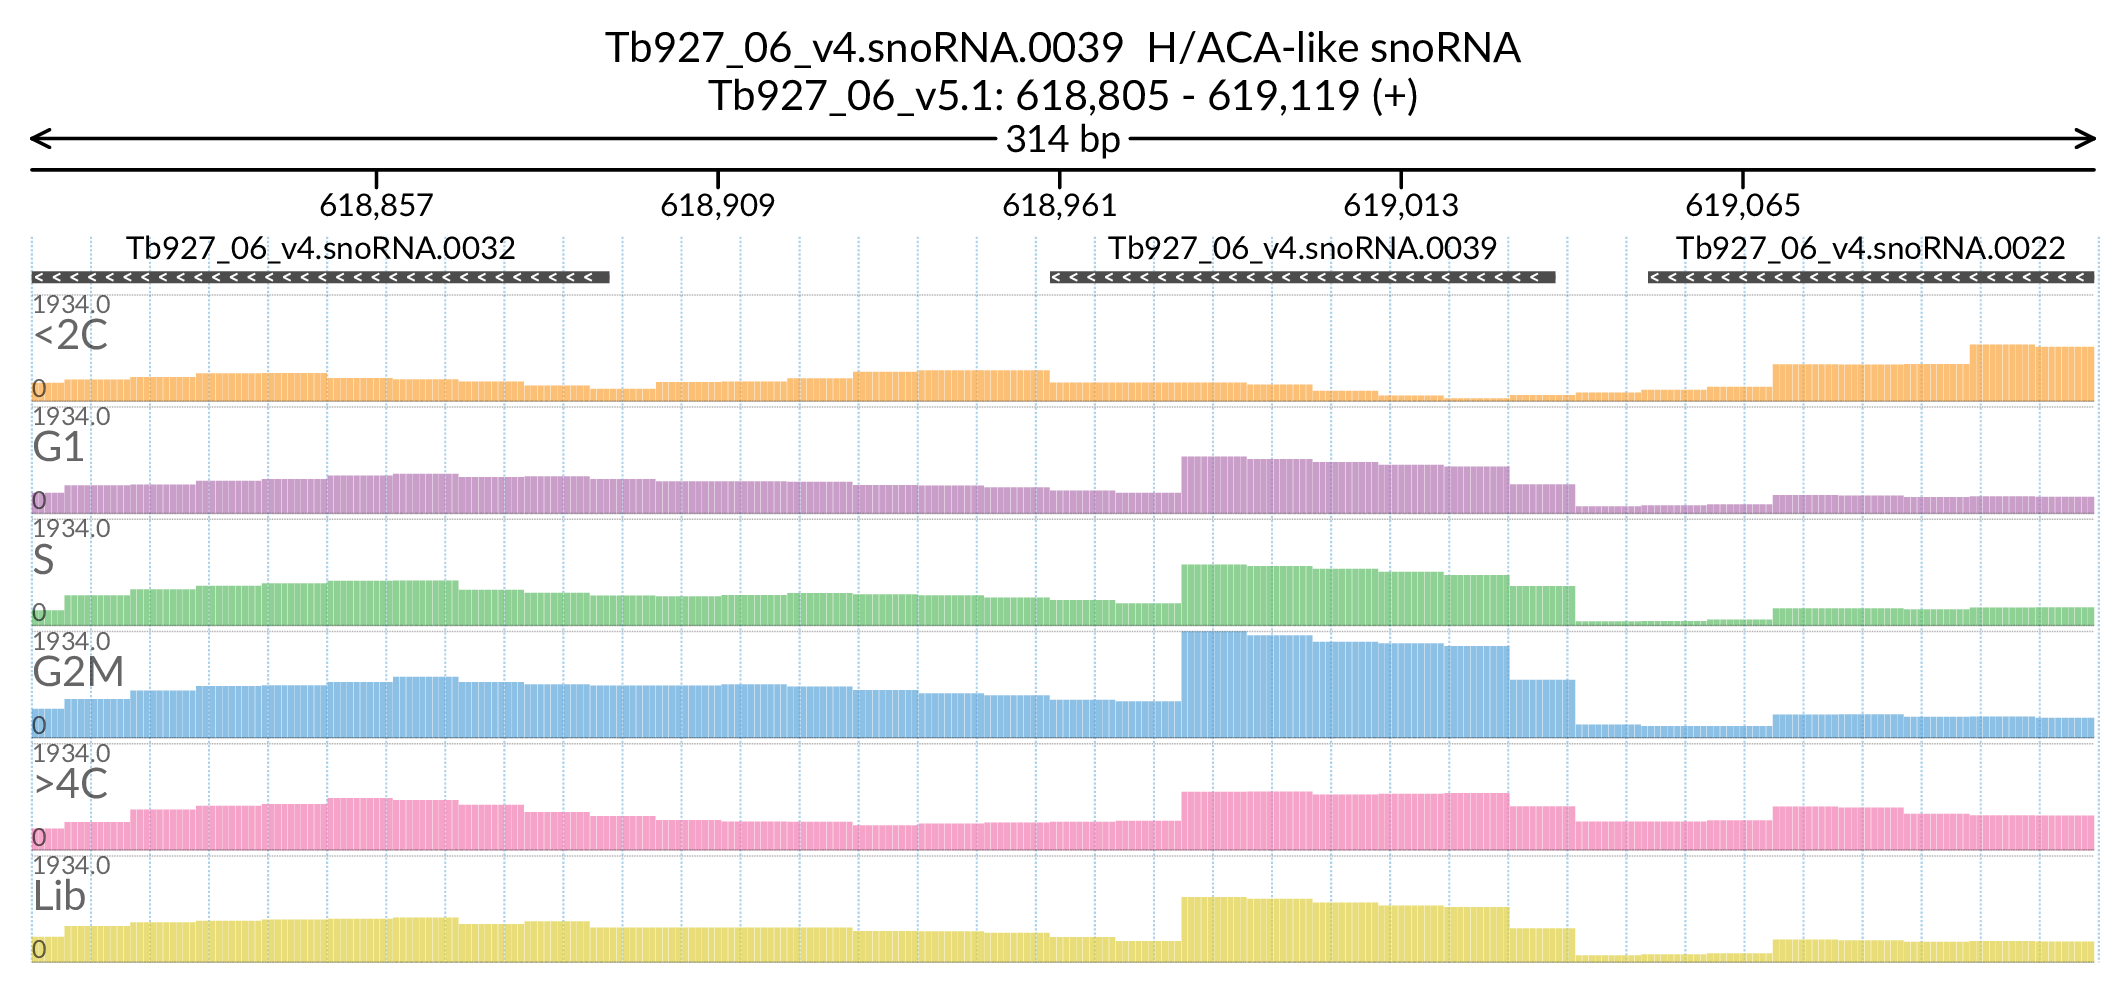 Tb927_06_v4.snoRNA.0039  H/ACA-like snoRNA
Tb927_06_v5.1: 618,805 - 619,119 (+)
314 bp
618,857 618,909 618,961 619,013 619,065
Tb927_06_v4.snoRNA.0032 Tb927_06_v4.snoRNA.0039 Tb927_06_v4.snoRNA.0022
1934.0
<2C
0
1934.0
G1
0
1934.0
S
0
1934.0
G2M
0
1934.0
>4C
0
1934.0
Lib
0